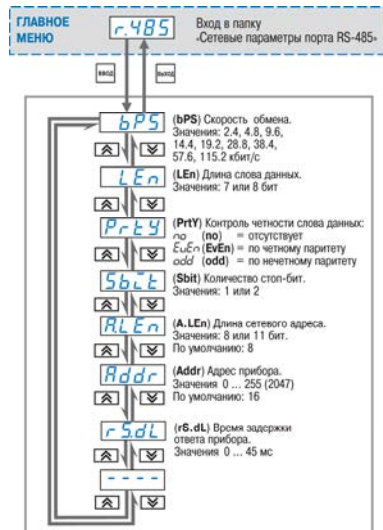 ГЛАВНОЕ
МЕНЮ
r.485
Вход в папку
«Сетевые параметры порта RS-485»
ВВОД
ВЫХОД
bPS
(bPS) Скорость обмена.
Значения: 2.4, 4.8, 9.6,
14.4, 19.2, 28.8, 38.4,
57.6, 115.2 кбит/с
LEn
(LEn) Длина слова данных.
Значения: 7 или 8 бит
PrtY
(PrtY) Контроль четности слова данных:
no (no) = отсутствует
EvEn (EvEn) = по четному паритету
odd (odd) = по нечетному паритету
Sbit
(Sbit) Количество стоп-бит.
Значения: 1 или 2
A.LEn
(A.LEn) Длина сетевого адреса.
Значения: 8 или 11 бит.
По умолчанию: 8
Addr
(Addr) Адрес прибора.
Значения 0 ... 255 (2047)
По умолчанию: 16
rS.dL
(rS.dL) Время задержки
ответа прибора.
Значения 0 ... 45 мс
- - - -